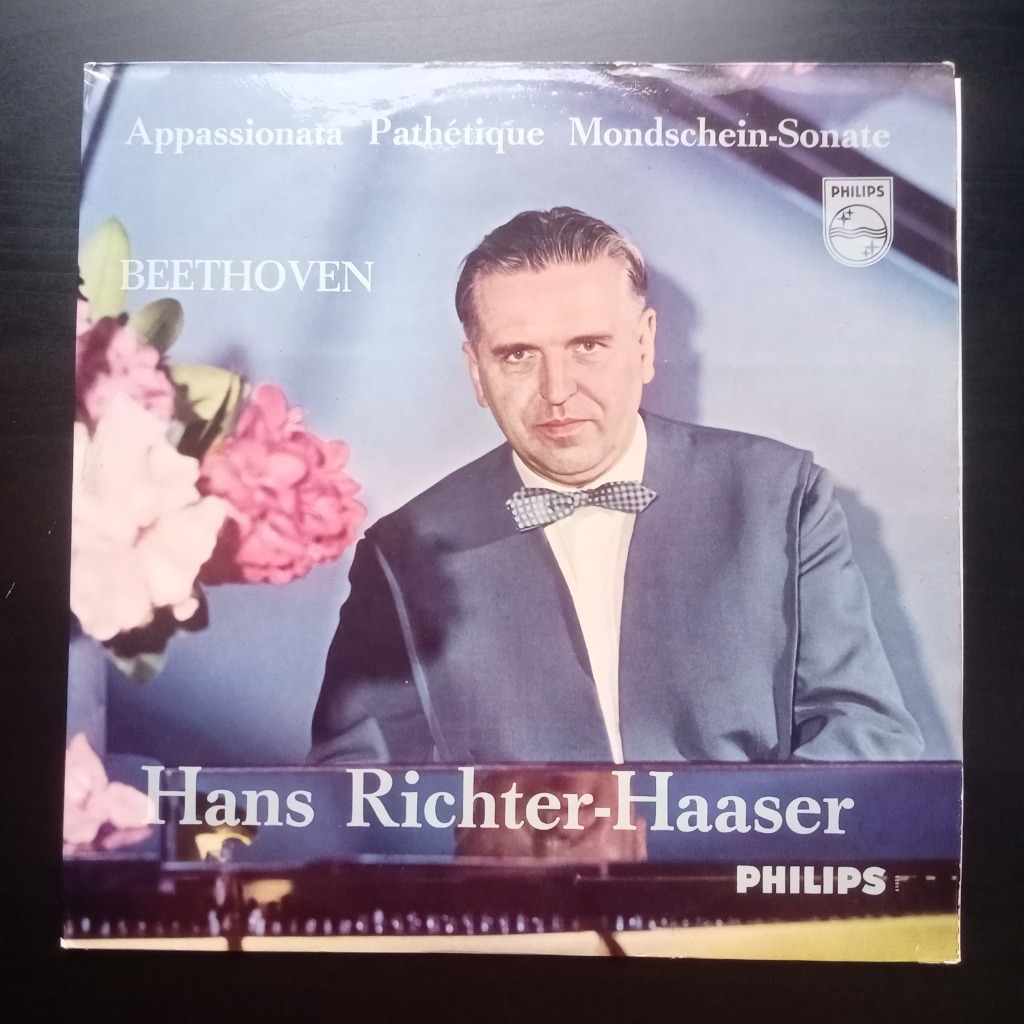 Appassionata Pathétique Mondschein-Sonate
PHILIPS
BEETHOVEN
Hans Richter-Haaser
PHILIPS